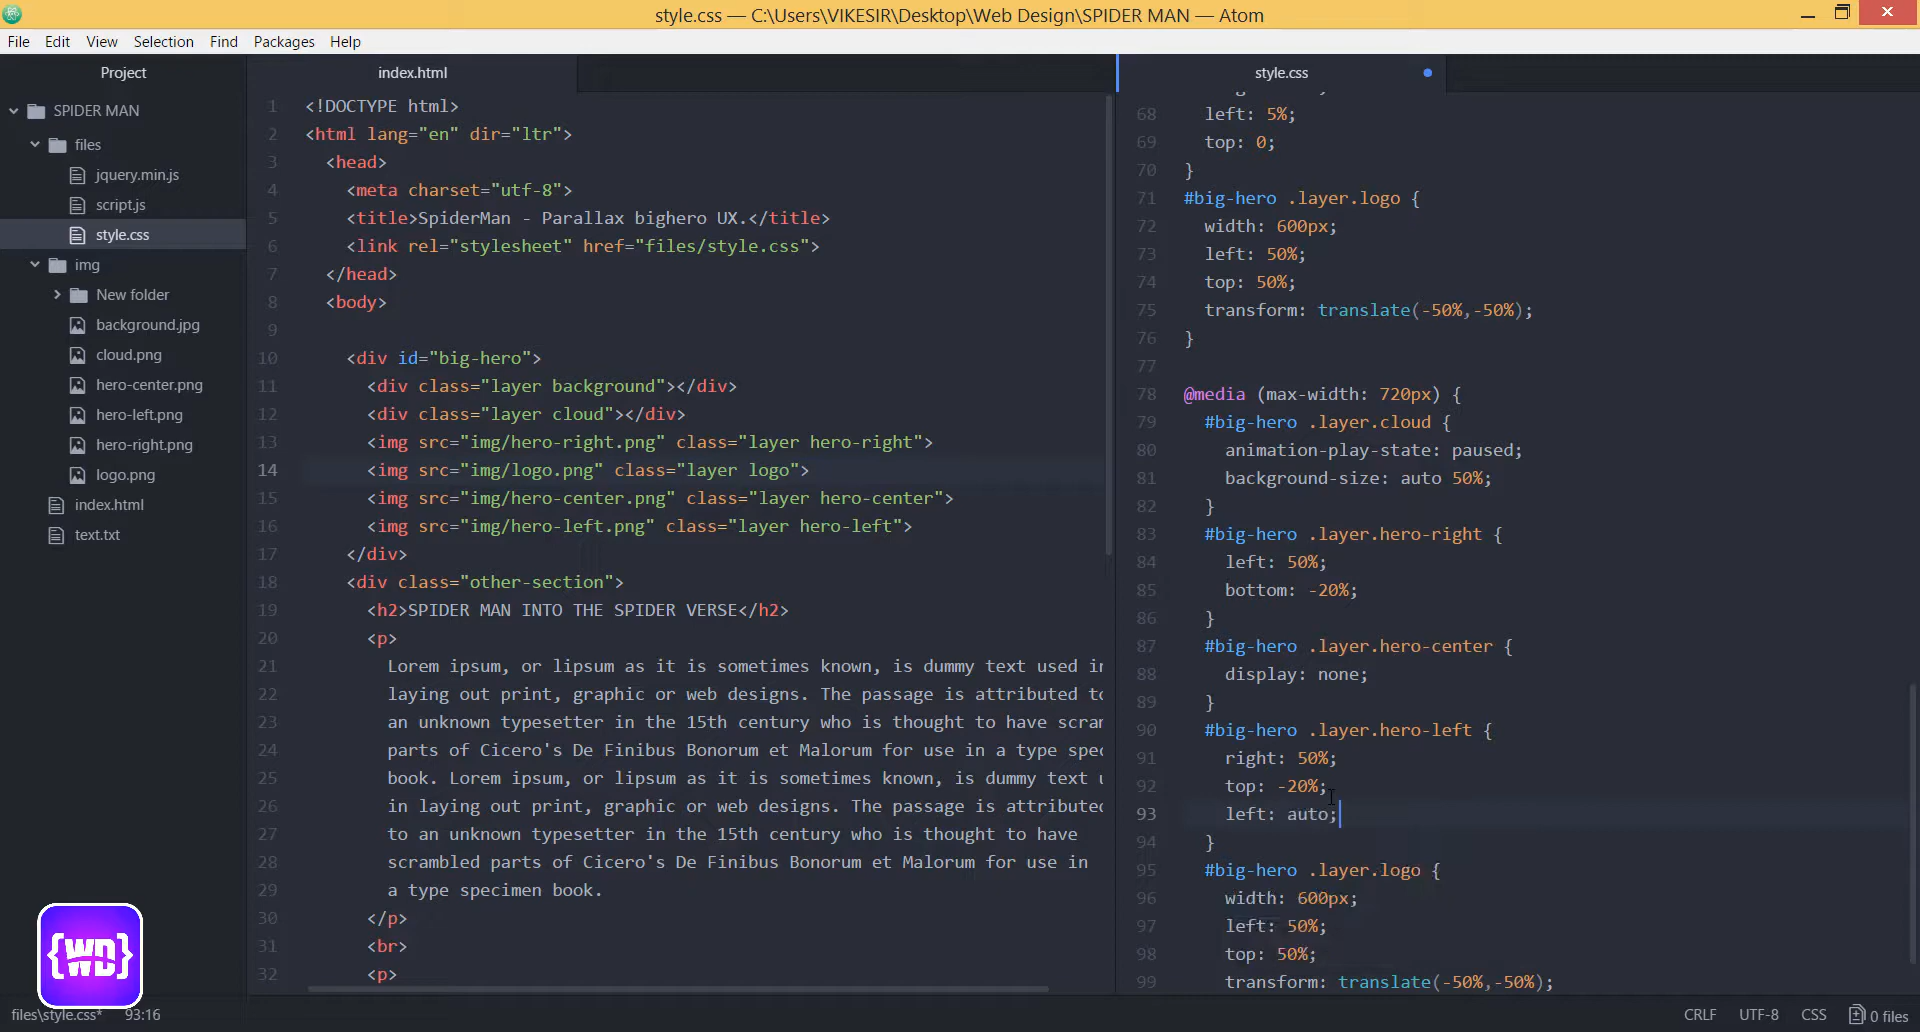 style.css — C:\Users\VIKESIR\Desktop\Web Design\SPIDER MAN — Atom
File Edit View Selection Find Packages Help
Project
SPIDER MAN
files
jquery.min.js
script.js
style.css
img
New folder
background.jpg
cloud.png
hero-center.png
hero-left.png
hero-right.png
logo.png
index.html
text.txt
{WD}
index.html
1 <!DOCTYPE html>
2 <html lang="en" dir="ltr">
3 <head>
4 <meta charset="utf-8">
5 <title>SpiderMan - Parallax bighero UX.</title>
6 <link rel="stylesheet" href="files/style.css">
7 </head>
8 <body>
9
10 <div id="big-hero">
11 <div class="layer background"></div>
12 <div class="layer cloud"></div>
13 <img src="img/hero-right.png" class="layer hero-right">
14 <img src="img/logo.png" class="layer logo">
15 <img src="img/hero-center.png" class="layer hero-center">
16 <img src="img/hero-left.png" class="layer hero-left">
17 </div>
18 <div class="other-section">
19 <h2>SPIDER MAN INTO THE SPIDER VERSE</h2>
20 <p>
21 Lorem ipsum, or lipsum as it is sometimes known, is dummy text used in
22 laying out print, graphic or web designs. The passage is attributed to
23 an unknown typesetter in the 15th century who is thought to have scram
24 parts of Cicero's De Finibus Bonorum et Malorum for use in a type spec
25 book. Lorem ipsum, or lipsum as it is sometimes known, is dummy text
26 in laying out print, graphic or web designs. The passage is attributed
27 to an unknown typesetter in the 15th century who is thought to have
28 scrambled parts of Cicero's De Finibus Bonorum et Malorum for use in
29 a type specimen book.
30 </p>
31 <br>
32 <p>
style.css
68 left: 5%;
69 top: 0;
70 }
71 #big-hero .layer.logo {
72 width: 600px;
73 left: 50%;
74 top: 50%;
75 transform: translate(-50%,-50%);
76 }
77
78 @media (max-width: 720px) {
79 #big-hero .layer.cloud {
80 animation-play-state: paused;
81 background-size: auto 50%;
82 }
83 #big-hero .layer.hero-right {
84 left: 50%;
85 bottom: -20%;
86 }
87 #big-hero .layer.hero-center {
88 display: none;
89 }
90 #big-hero .layer.hero-left {
91 right: 50%;
92 top: -20%;
93 left: auto;
94 }
95 #big-hero .layer.logo {
96 width: 600px;
97 left: 50%;
98 top: 50%;
99 transform: translate(-50%,-50%);
files\style.css* 93:16
CRLF UTF-8 CSS 0 files